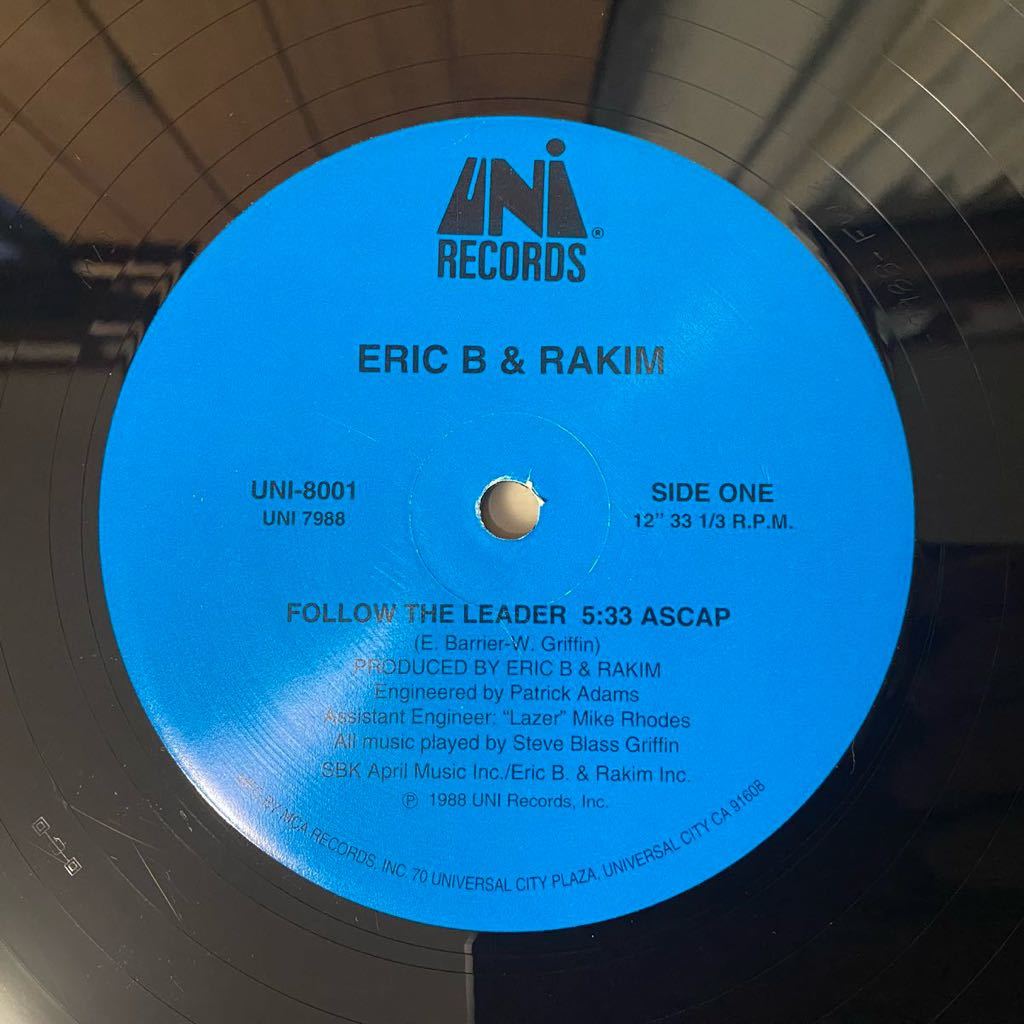 UNi®
RECORDS
ERIC B & RAKIM
UNI-8001
UNI 7988
SIDE ONE
12” 33 1/3 R.P.M.
FOLLOW THE LEADER 5:33 ASCAP
(E. Barrier-W. Griffin)
PRODUCED BY ERIC B & RAKIM
Engineered by Patrick Adams
Assistant Engineer: “Lazer” Mike Rhodes
All music played by Steve Blass Griffin
SBK April Music Inc./Eric B. & Rakim Inc.
℗ 1988 UNI Records, Inc.
BY MCA RECORDS, INC. 70 UNIVERSAL CITY PLAZA, UNIVERSAL CITY CA 91608